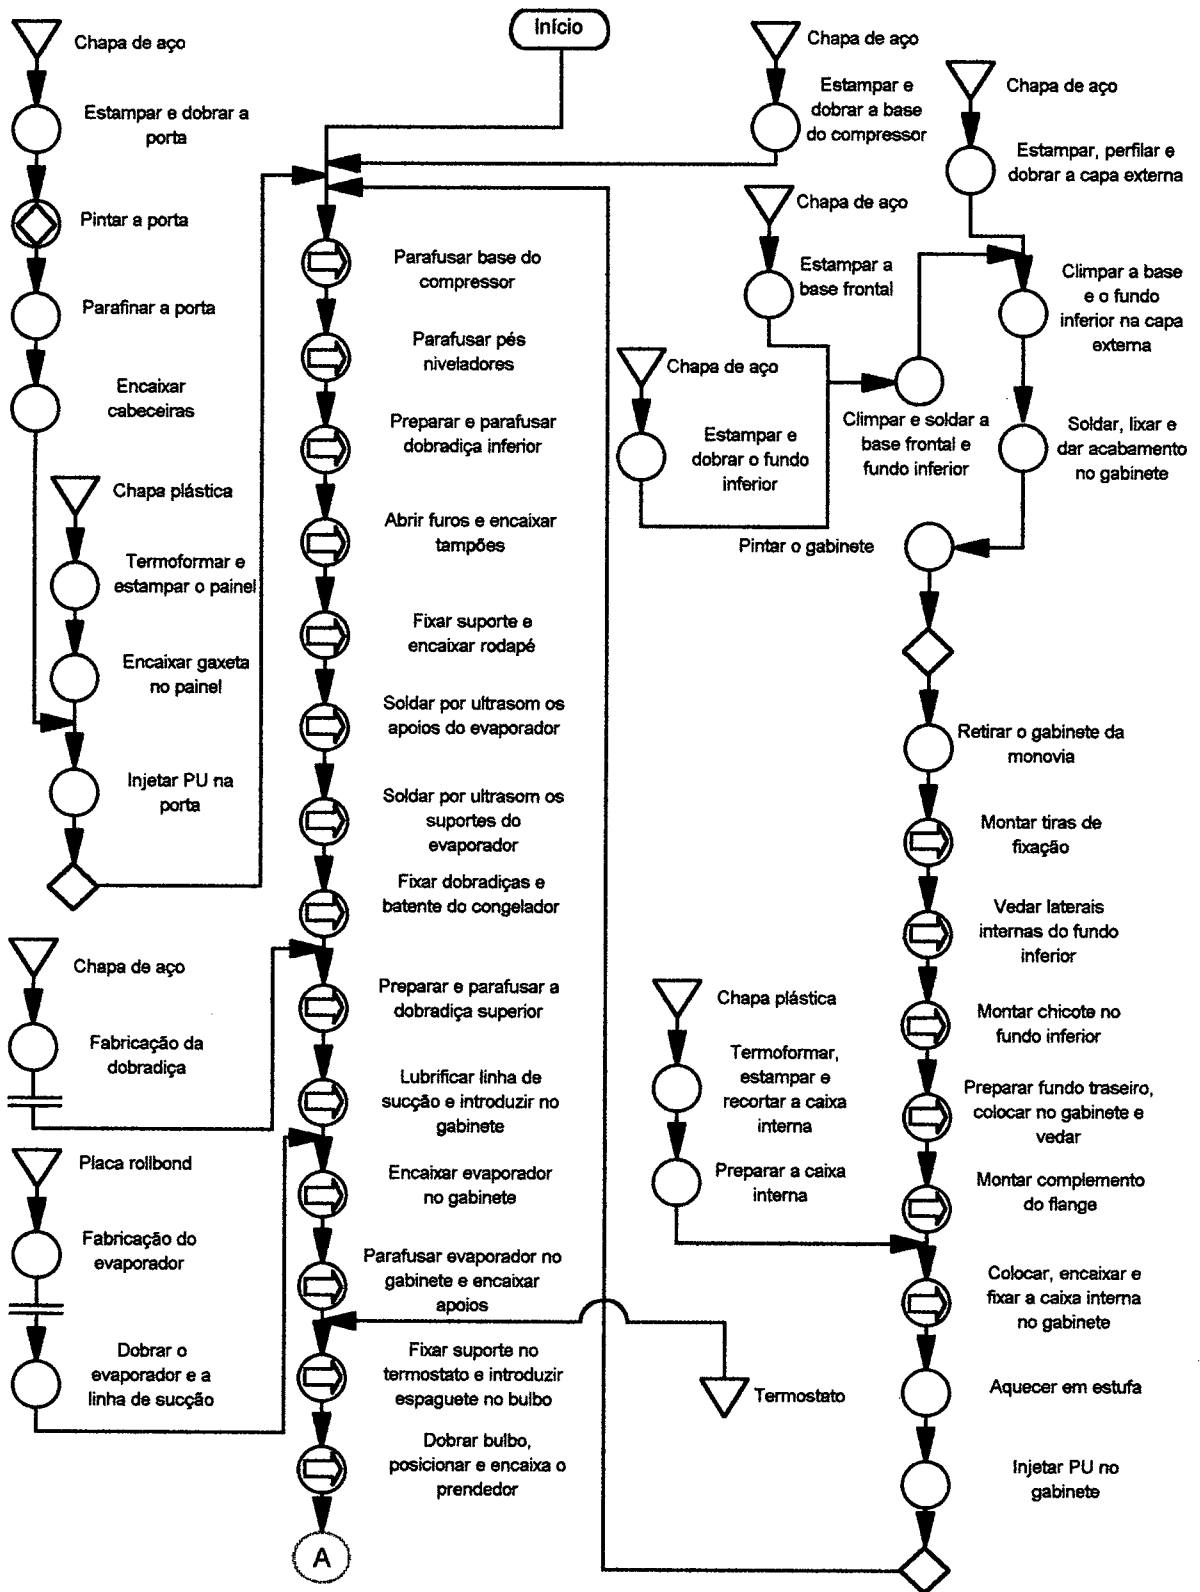 Início
Chapa de aço
Estampar e dobrar a
porta
Pintar a porta
Parafinar a porta
Encaixar
cabeceiras
Chapa plástica
Termoformar e
estampar o painel
Encaixar gaxeta
no painel
Injetar PU na
porta
Chapa de aço
Fabricação da
dobradiça
Placa rollbond
Fabricação do
evaporador
Dobrar o
evaporador e a
linha de sucção
Parafusar base do
compressor
Parafusar pés
niveladores
Preparar e parafusar
dobradiça inferior
Abrir furos e encaixar
tampões
Fixar suporte e
encaixar rodapé
Soldar por ultrasom os
apoios do evaporador
Soldar por ultrasom os
suportes do
evaporador
Fixar dobradiças e
batente do congelador
Preparar e parafusar a
dobradiça superior
Lubrificar linha de
sucção e introduzir no
gabinete
Encaixar evaporador
no gabinete
Parafusar evaporador no
gabinete e encaixar
apoios
Fixar suporte no
termostato e introduzir
espaguete no bulbo
Dobrar bulbo,
posicionar e encaixa o
prendedor
A
Chapa de aço
Estampar e
dobrar a base
do compressor
Chapa de aço
Estampar, perfilar e
dobrar a capa externa
Chapa de aço
Estampar a
base frontal
Chapa de aço
Estampar e
dobrar o fundo
inferior
Climpar e soldar a
base frontal e
fundo inferior
Climpar a base
e o fundo
inferior na capa
externa
Soldar, lixar e
dar acabamento
no gabinete
Pintar o gabinete
Retirar o gabinete da
monovia
Montar tiras de
fixação
Vedar laterais
internas do fundo
inferior
Montar chicote no
fundo inferior
Preparar fundo traseiro,
colocar no gabinete e
vedar
Montar complemento
do flange
Chapa plástica
Termoformar,
estampar e
recortar a caixa
interna
Preparar a caixa
interna
Colocar, encaixar e
fixar a caixa interna
no gabinete
Termostato
Aquecer em estufa
Injetar PU no
gabinete